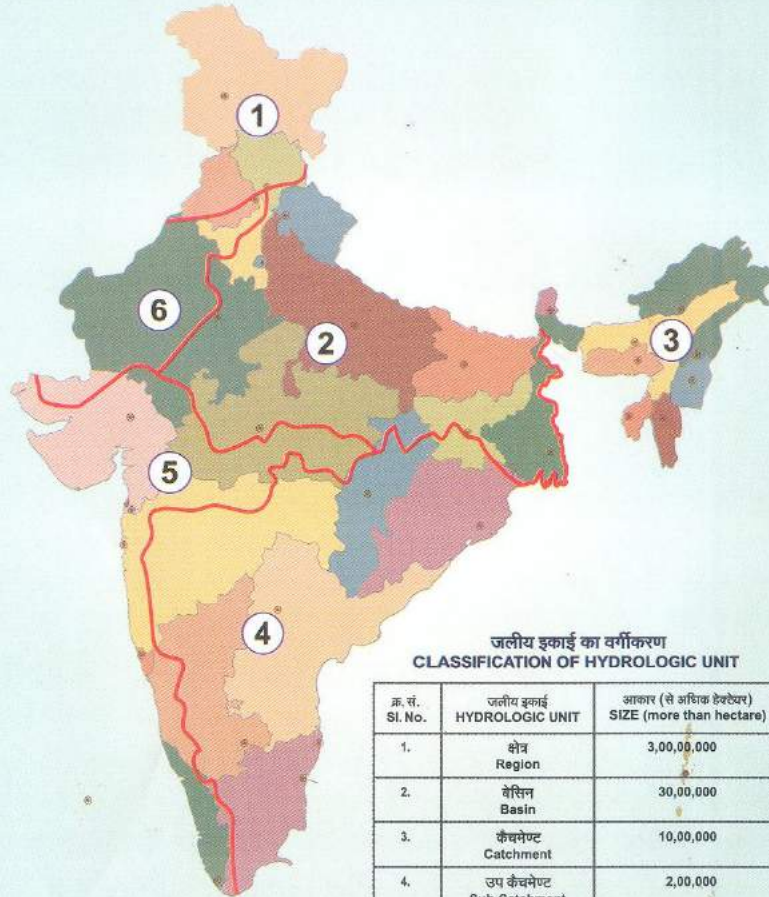 1
6
2
3
5
4
जलीय इकाई का वर्गीकरण
CLASSIFICATION OF HYDROLOGIC UNIT
क्र. सं. जलीय इकाई आकार (से अधिक हेक्टेयर)
Sl. No. HYDROLOGIC UNIT SIZE (more than hectare)
1. क्षेत्र 3,00,00,000
Region
2. बेसिन 30,00,000
Basin
3. कैचमेण्ट 10,00,000
Catchment
4. उप कैचमेण्ट 2,00,000
Sub-Catchment